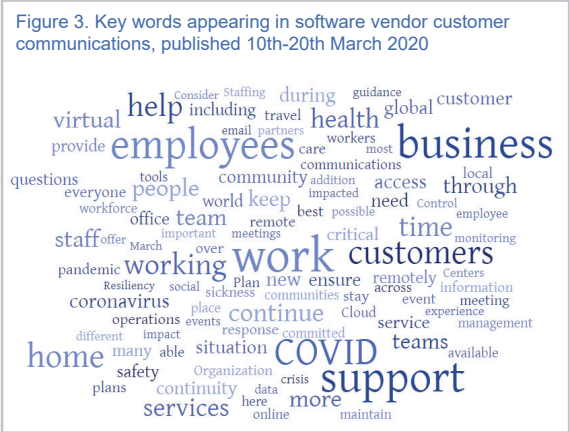 Figure 3. Key words appearing in software vendor customer
communications, published 10th-20th March 2020
help Consider Staffing during guidance
virtual including travel health global customer
provide employees email partners care workers most business
communications
questions tools community addition access local through
everyone people impacted
workforce world keep best possible need Control employee
office team remote
staff offer important meetings critical time monitoring
March over work customers
pandemic working Plan new ensure remotely Centers
Resiliency social sickness communities stay across information
coronavirus place continue Cloud event meeting
operations events service experience management
different impact response committed teams
home many able situation COVID available
safety Organization crisis support
plans continuity data
services here more
online maintain